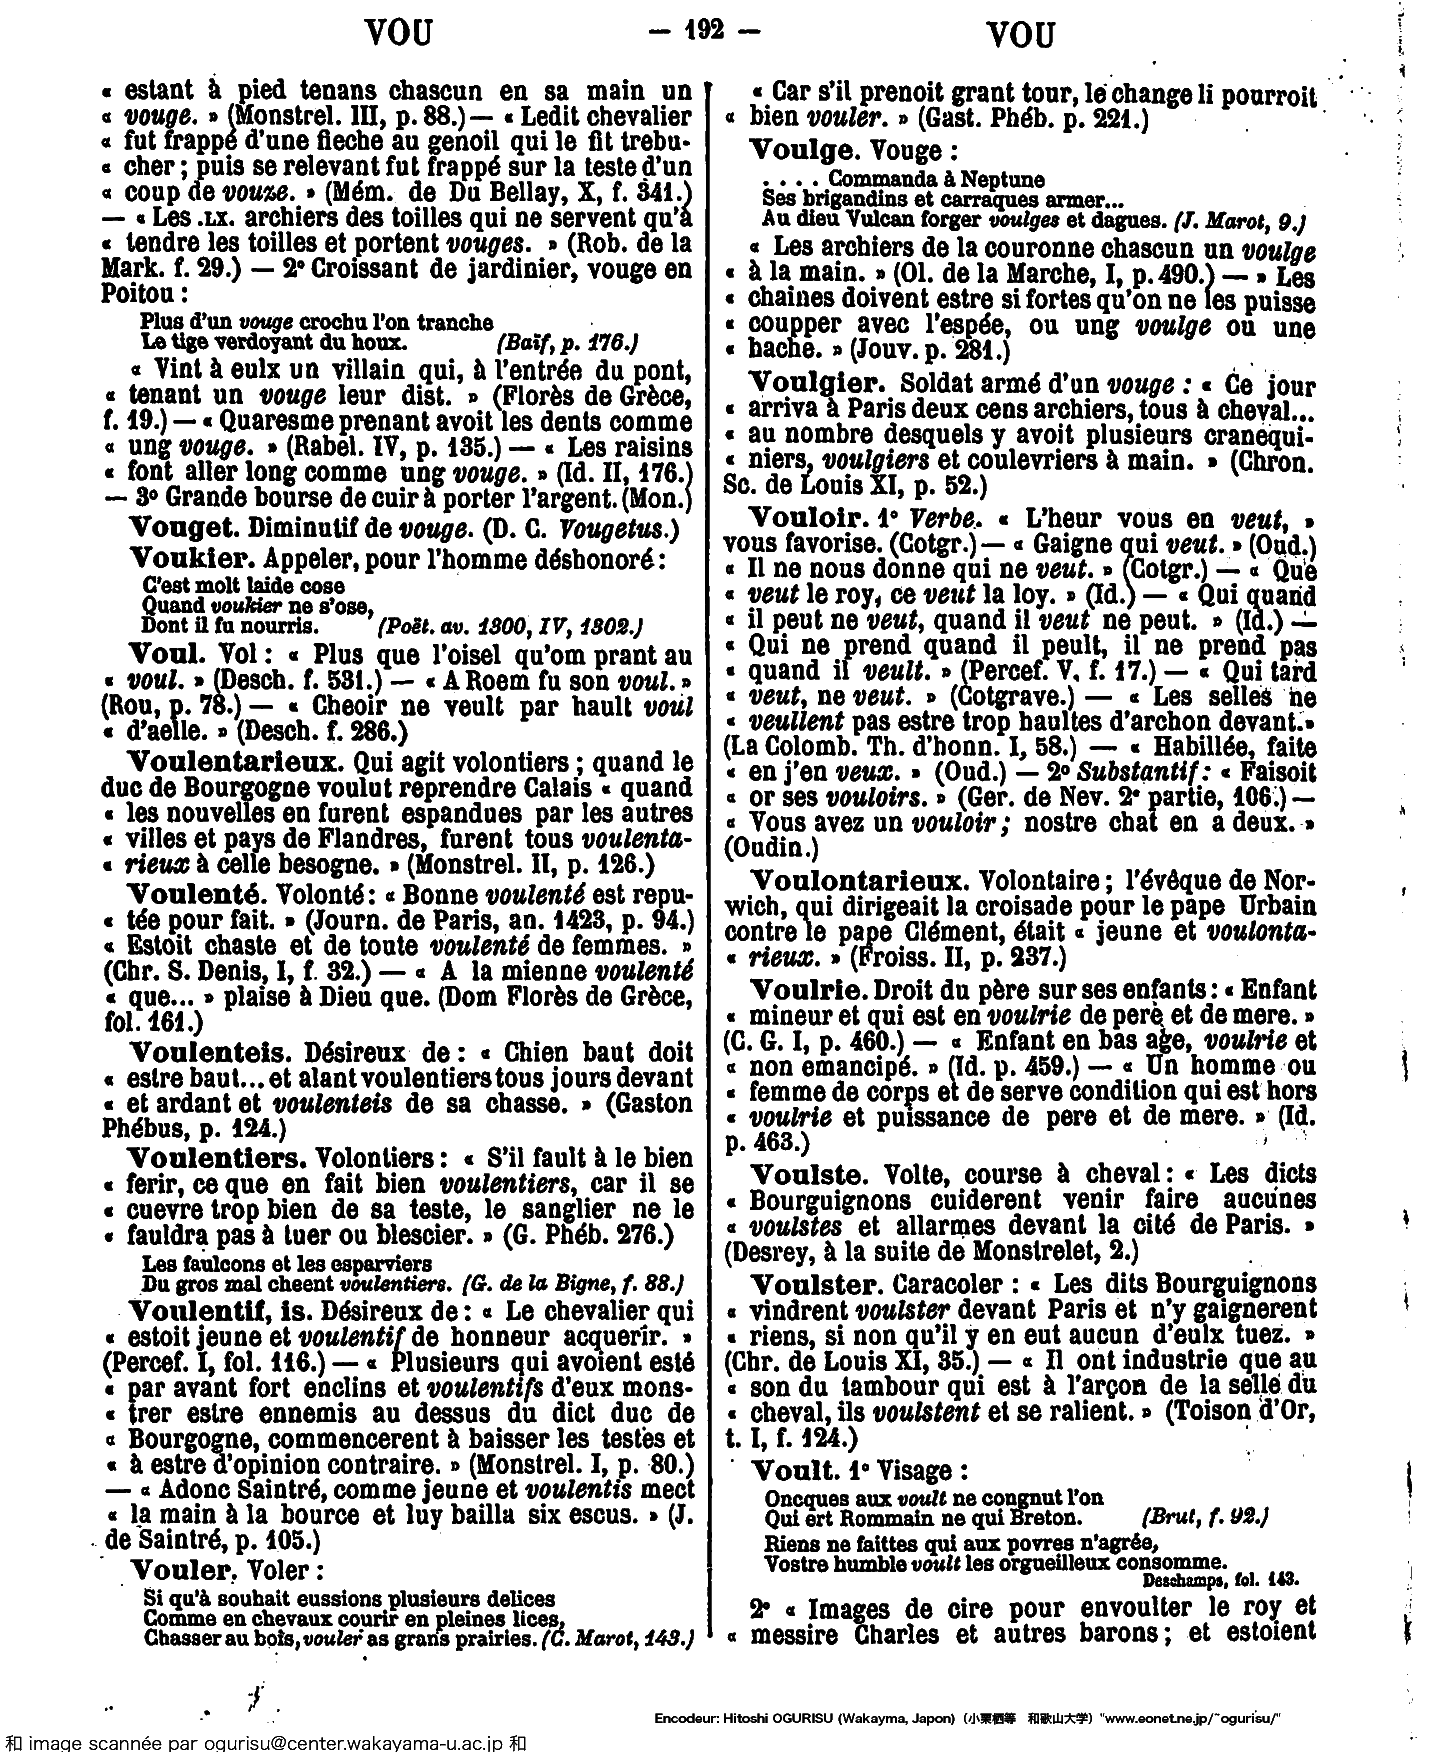 VOU
— 192 —
VOU
« estant à pied tenans chascun en sa main un
« vouge. » (Monstrel. III, p. 88.) — « Ledit chevalier
« fut frappé d'une fleche au genoil qui le fit trebu-
« cher ; puis se relevant fut frappé sur la teste d'un
« coup de vouze. » (Mém. de Du Bellay, X, f. 341.)
— « Les .LX. archiers des toilles qui ne servent qu'à
« tendre les toilles et portent vouges. » (Rob. de la
Mark. f. 29.) — 2° Croissant de jardinier, vouge en
Poitou :
Plus d'un vouge crochu l'on tranche
Le tige verdoyant du houx. (Baïf, p. 176.)
« Vint à eulx un villain qui, à l'entrée du pont,
« tenant un vouge leur dist. » (Florès de Grèce,
f. 19.) — « Quaresme prenant avoit les dents comme
« ung vouge. » (Rabel. IV, p. 135.) — « Les raisins
« font aller long comme ung vouge. » (Id. II, 176.)
— 3° Grande bourse de cuir à porter l'argent. (Mon.)
Vouget. Diminutif de vouge. (D. C. Vougetus.)
Voukier. Appeler, pour l'homme déshonoré :
C'est molt laide cose
Quand voukier ne s'ose,
Dont il fu nourris. (Poët. av. 1300, IV, 1302.)
Voul. Vol : « Plus que l'oisel qu'om prant au
« voul. » (Desch. f. 531.) — « A Roem fu son voul. »
(Rou, p. 78.) — « Cheoir ne veult par hault voul
« d'aelle. » (Desch. f. 286.)
Voulentarieux. Qui agit volontiers ; quand le
duc de Bourgogne voulut reprendre Calais « quand
« les nouvelles en furent espandues par les autres
« villes et pays de Flandres, furent tous voulenta-
« rieux à celle besogne. » (Monstrel. II, p. 126.)
Voulenté. Volonté : « Bonne voulenté est repu-
« tée pour fait. » (Journ. de Paris, an. 1423, p. 94.)
« Estoit chaste et de toute voulenté de femmes. »
(Chr. S. Denis, I, f. 32.) — « A la mienne voulenté
« que... » plaise à Dieu que. (Dom Florès de Grèce,
fol. 161.)
Voulenteis. Désireux de : « Chien baut doit
« estre baut... et alant voulentiers tous jours devant
« et ardant et voulenteis de sa chasse. » (Gaston
Phébus, p. 124.)
Voulentiers. Volontiers : « S'il fault à le bien
« ferir, ce que en fait bien voulentiers, car il se
« cuevre trop bien de sa teste, le sanglier ne le
« fauldra pas à tuer ou blescier. » (G. Phéb. 276.)
Les faulcons et les esparviers
Du gros mal cheent voulentiers. (G. de la Bigne, f. 88.)
Voulentif, is. Désireux de : « Le chevalier qui
« estoit jeune et voulentif de honneur acquerir. »
(Percef. I, fol. 116.) — « Plusieurs qui avoient esté
« par avant fort enclins et voulentifs d'eux mons-
« trer estre ennemis au dessus du dict duc de
« Bourgogne, commencerent à baisser les testes et
« à estre d'opinion contraire. » (Monstrel. I, p. 80.)
— « Adonc Saintré, comme jeune et voulentis mect
« la main à la bource et luy bailla six escus. » (J.
de Saintré, p. 105.)
Vouler. Voler :
Si qu'à souhait eussions plusieurs delices
Comme en chevaux courir en pleines lices,
Chasser au bois, vouler as grans prairies. (C. Marot, 143.)
« Car s'il prenoit grant tour, le change li pourroit
« bien vouler. » (Gast. Phéb. p. 221.)
Voulge. Vouge :
. . . . Commanda à Neptune
Ses brigandins et carraques armer...
Au dieu Vulcan forger voulges et dagues. (J. Marot, 9.)
« Les archiers de la couronne chascun un voulge
« à la main. » (Ol. de la Marche, I, p. 490.) — » Les
« chaines doivent estre si fortes qu'on ne les puisse
« coupper avec l'espée, ou ung voulge ou une
« hache. » (Jouv. p. 281.)
Voulgier. Soldat armé d'un vouge : « Ce jour
« arriva à Paris deux cens archiers, tous à cheval...
« au nombre desquels y avoit plusieurs cranequi-
« niers, voulgiers et coulevriers à main. » (Chron.
Sc. de Louis XI, p. 52.)
Vouloir. 1° Verbe. « L'heur vous en veut, »
vous favorise. (Cotgr.) — « Gaigne qui veut. » (Oud.)
« Il ne nous donne qui ne veut. » (Cotgr.) — « Que
« veut le roy, ce veut la loy. » (Id.) — « Qui quand
« il peut ne veut, quand il veut ne peut. » (Id.) —
« Qui ne prend quand il peult, il ne prend pas
« quand il veult. » (Percef. V. f. 17.) — « Qui tard
« veut, ne veut. » (Cotgrave.) — « Les selles ne
« veullent pas estre trop haultes d'archon devant. »
(La Colomb. Th. d'honn. I, 58.) — « Habillée, faite
« en j'en veux. » (Oud.) — 2° Substantif : « Faisoit
« or ses vouloirs. » (Ger. de Nev. 2° partie, 106.) —
« Vous avez un vouloir ; nostre chat en a deux. »
(Oudin.)
Voulontarieux. Volontaire ; l'évêque de Nor-
wich, qui dirigeait la croisade pour le pape Urbain
contre le pape Clément, était « jeune et voulonta-
« rieux. » (Froiss. II, p. 237.)
Voulrie. Droit du père sur ses enfants : « Enfant
« mineur et qui est en voulrie de pere et de mere. »
(C. G. I, p. 460.) — « Enfant en bas age, voulrie et
« non emancipé. » (Id. p. 459.) — « Un homme ou
« femme de corps et de serve condition qui est hors
« voulrie et puissance de pere et de mere. » (Id.
p. 463.)
Voulste. Volte, course à cheval : « Les dicts
« Bourguignons cuiderent venir faire aucunes
« voulstes et allarmes devant la cité de Paris. »
(Desrey, à la suite de Monstrelet, 2.)
Voulster. Caracoler : « Les dits Bourguignons
« vindrent voulster devant Paris et n'y gaignerent
« riens, si non qu'il y en eut aucun d'eulx tuez. »
(Chr. de Louis XI, 35.) — « Il ont industrie que au
« son du tambour qui est à l'arçon de la selle du
« cheval, ils voulstent et se ralient. » (Toison d'Or,
t. I, f. 124.)
Voult. 1° Visage :
Oncques aux voult ne congnut l'on
Qui ert Rommain ne qui Breton. (Brut, f. 92.)
Riens ne faittes qui aux povres n'agrée,
Vostre humble voult les orgueilleux consomme.
Deschamps, fol. 143.
2° « Images de cire pour envoulter le roy et
« messire Charles et autres barons ; et estoient
Encodeur: Hitoshi OGURISU (Wakayma, Japon) (小栗栖等 和歌山大学) "www.eonet.ne.jp/~ogurisu/"
和 image scannée par ogurisu@center.wakayama-u.ac.jp 和